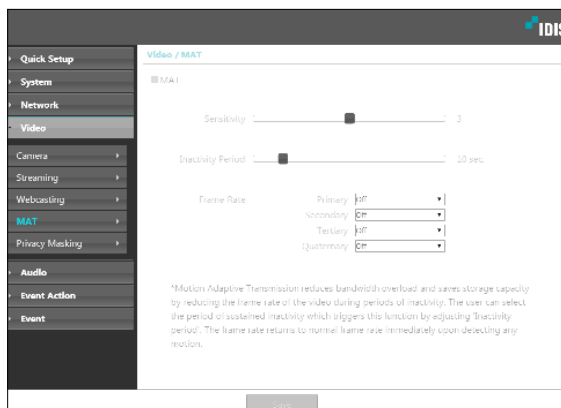 IDIS
Quick Setup
System
Network
Video
Camera
Streaming
Webcasting
MAT
Privacy Masking
Audio
Event Action
Event
Video / MAT
MAT
Sensitivity 3
Inactivity Period 10 sec.
Frame Rate Primary Off
Secondary Off
Tertiary Off
Quaternary Off
*Motion Adaptive Transmission reduces bandwidth overload and saves storage capacity
by reducing the frame rate of the video during periods of inactivity. The user can select
the period of sustained inactivity which triggers this function by adjusting 'Inactivity
period'. The frame rate returns to normal frame rate immediately upon detecting any
motion.
Save